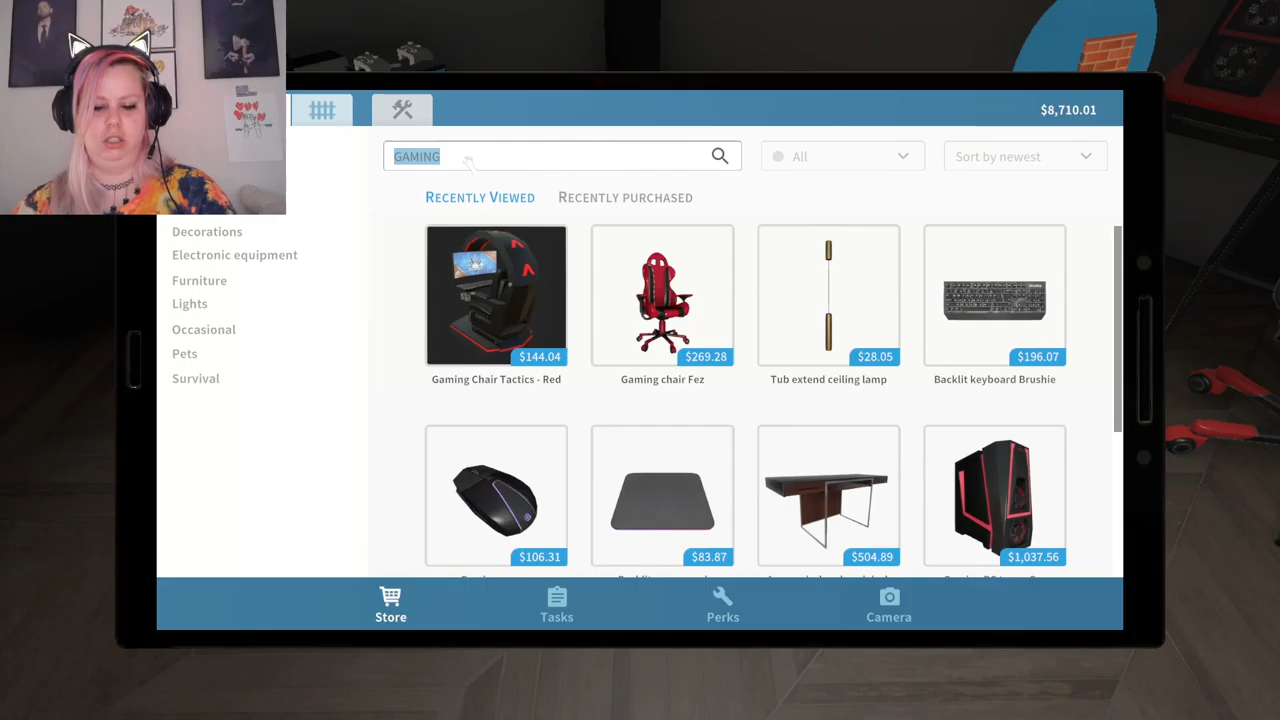 $8,710.01
GAMING
All
Sort by newest
RECENTLY VIEWED
RECENTLY PURCHASED
Decorations
Electronic equipment
Furniture
Lights
Occasional
Pets
Survival
$144.04
$269.28
$28.05
$196.07
Gaming Chair Tactics - Red
Gaming chair Fez
Tub extend ceiling lamp
Backlit keyboard Brushie
$106.31
$83.87
$504.89
$1,037.56
Store
Tasks
Perks
Camera